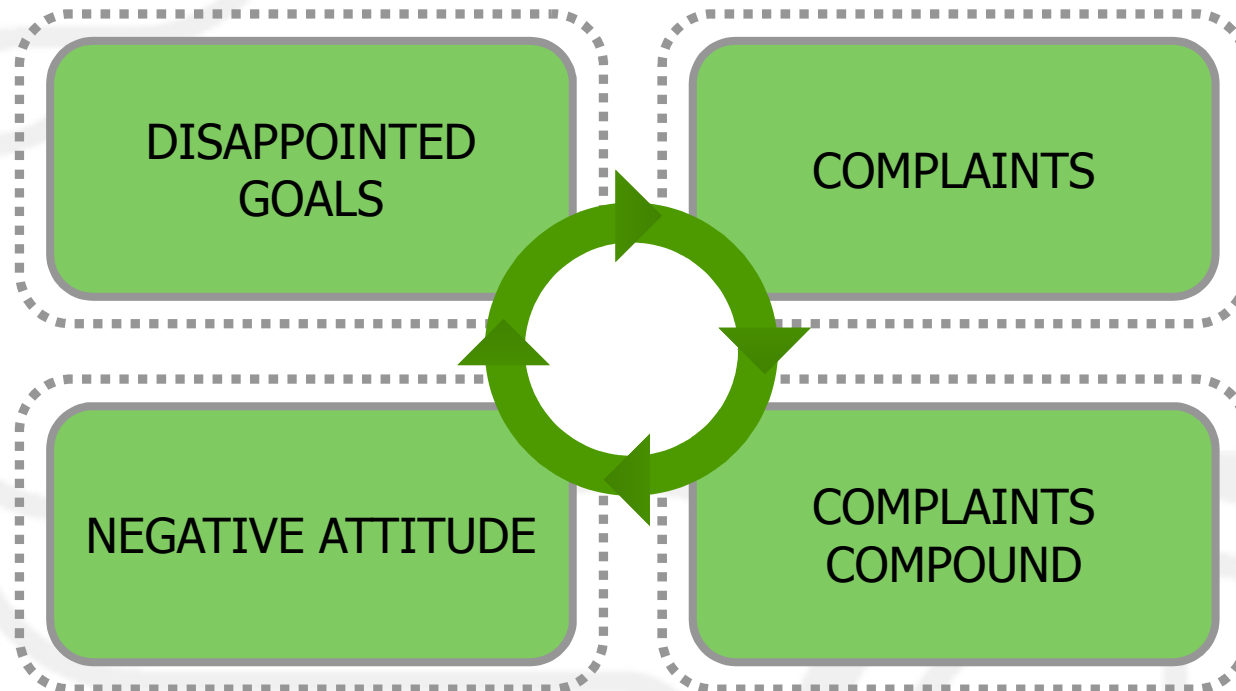 DISAPPOINTED
GOALS
COMPLAINTS
NEGATIVE ATTITUDE
COMPLAINTS
COMPOUND